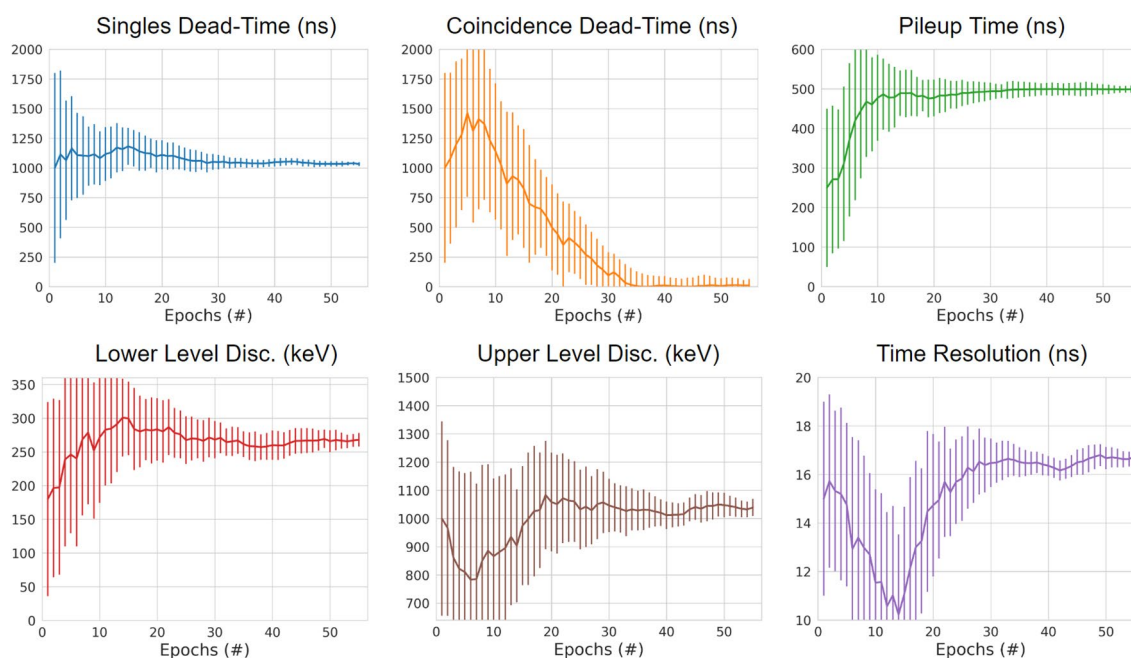 Singles Dead-Time (ns)
Coincidence Dead-Time (ns)
Pileup Time (ns)
2000
1750
1500
1250
1000
750
500
250
0
0 10 20 30 40 50
Epochs (#)
2000
1750
1500
1250
1000
750
500
250
0
0 10 20 30 40 50
Epochs (#)
600
500
400
300
200
100
0
0 10 20 30 40 50
Epochs (#)
Lower Level Disc. (keV)
Upper Level Disc. (keV)
Time Resolution (ns)
350
300
250
200
150
100
50
0
0 10 20 30 40 50
Epochs (#)
1500
1400
1300
1200
1100
1000
900
800
700
0 10 20 30 40 50
Epochs (#)
20
18
16
14
12
10
0 10 20 30 40 50
Epochs (#)